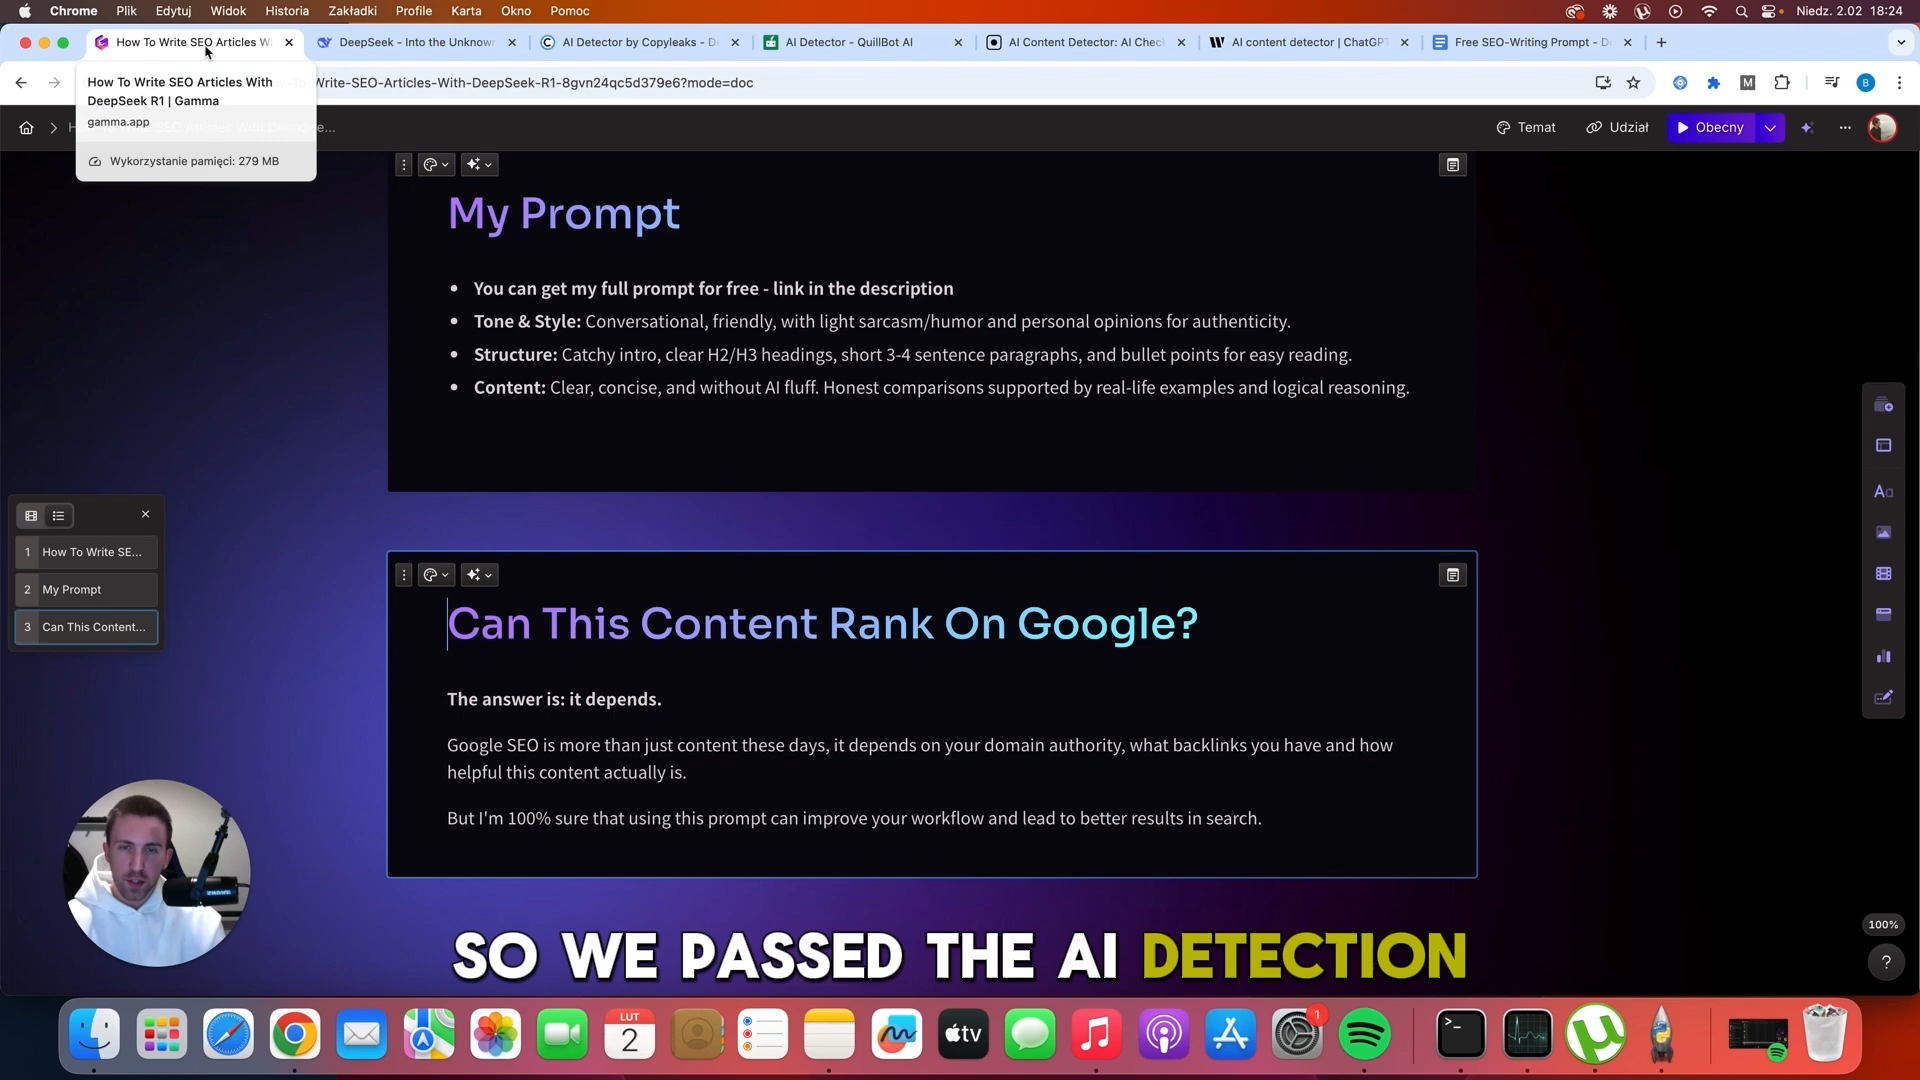 Chrome Plik Edytuj Widok Historia Zakładki Profile Karta Okno Pomoc Niedz. 2.02 18:24
How To Write SEO Articles W DeepSeek - Into the Unknown AI Detector by Copyleaks - D AI Detector - QuillBot AI AI Content Detector: AI Chec AI content detector | ChatGPT Free SEO-Writing Prompt - D
How To Write SEO Articles With
DeepSeek R1 | Gamma
gamma.app
Wykorzystanie pamięci: 279 MB
Write-SEO-Articles-With-DeepSeek-R1-8gvn24qc5d379e6?mode=doc
M
B
Temat Udział Obecny
My Prompt
You can get my full prompt for free - link in the description
Tone & Style: Conversational, friendly, with light sarcasm/humor and personal opinions for authenticity.
Structure: Catchy intro, clear H2/H3 headings, short 3-4 sentence paragraphs, and bullet points for easy reading.
Content: Clear, concise, and without AI fluff. Honest comparisons supported by real-life examples and logical reasoning.
1 How To Write SE...
2 My Prompt
3 Can This Content...
Can This Content Rank On Google?
The answer is: it depends.
Google SEO is more than just content these days, it depends on your domain authority, what backlinks you have and how
helpful this content actually is.
But I'm 100% sure that using this prompt can improve your workflow and lead to better results in search.
Aa
100%
?
SO WE PASSED THE AI DETECTION
LUT
2
tv
1